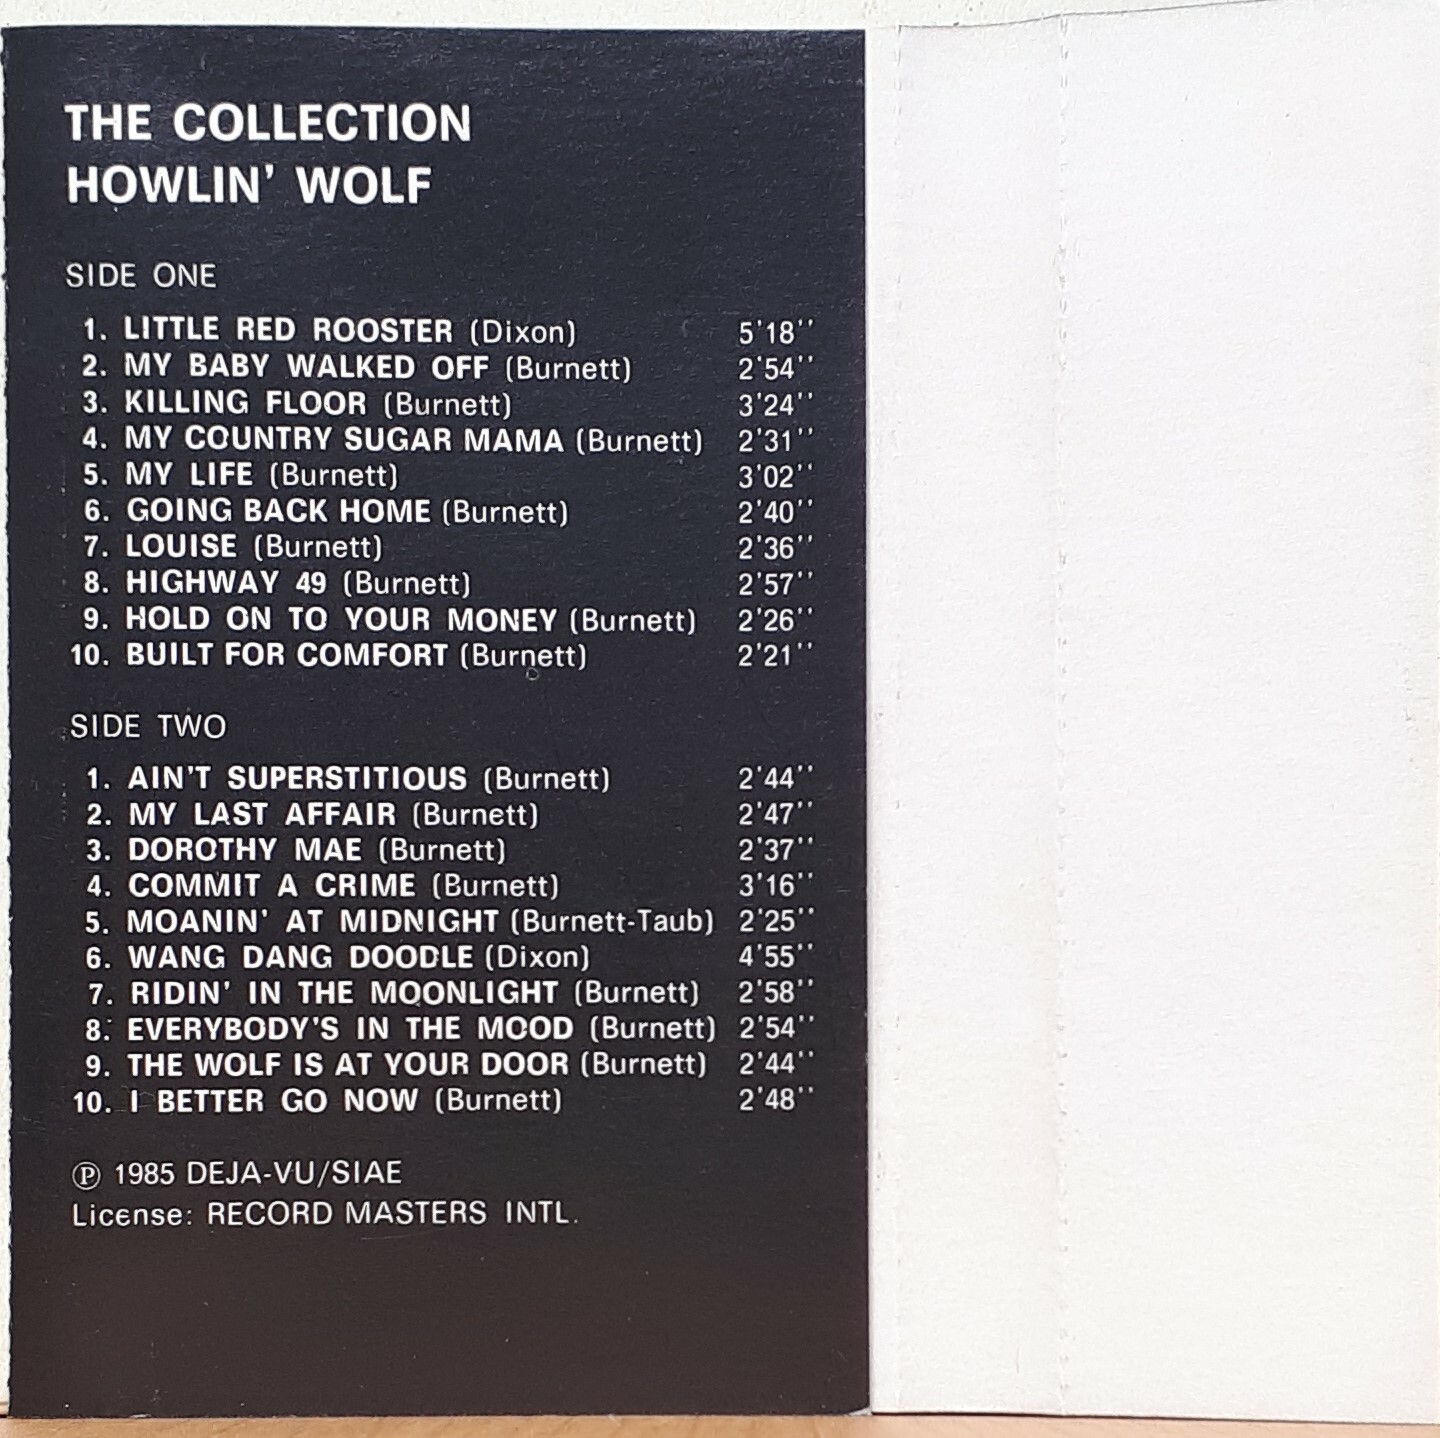 THE COLLECTION
HOWLIN' WOLF
SIDE ONE
1. LITTLE RED ROOSTER (Dixon) 5'18''
2. MY BABY WALKED OFF (Burnett) 2'54''
3. KILLING FLOOR (Burnett) 3'24''
4. MY COUNTRY SUGAR MAMA (Burnett) 2'31''
5. MY LIFE (Burnett) 3'02''
6. GOING BACK HOME (Burnett) 2'40''
7. LOUISE (Burnett) 2'36''
8. HIGHWAY 49 (Burnett) 2'57''
9. HOLD ON TO YOUR MONEY (Burnett) 2'26''
10. BUILT FOR COMFORT (Burnett) 2'21''
SIDE TWO
1. AIN'T SUPERSTITIOUS (Burnett) 2'44''
2. MY LAST AFFAIR (Burnett) 2'47''
3. DOROTHY MAE (Burnett) 2'37''
4. COMMIT A CRIME (Burnett) 3'16''
5. MOANIN' AT MIDNIGHT (Burnett-Taub) 2'25''
6. WANG DANG DOODLE (Dixon) 4'55''
7. RIDIN' IN THE MOONLIGHT (Burnett) 2'58''
8. EVERYBODY'S IN THE MOOD (Burnett) 2'54''
9. THE WOLF IS AT YOUR DOOR (Burnett) 2'44''
10. I BETTER GO NOW (Burnett) 2'48''
℗ 1985 DEJA-VU/SIAE
License: RECORD MASTERS INTL.